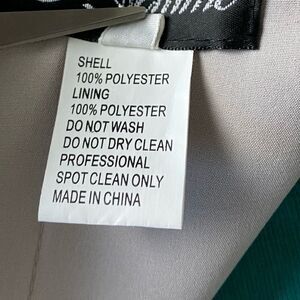 SHELL
100% POLYESTER
LINING
100% POLYESTER
DO NOT WASH
DO NOT DRY CLEAN
PROFESSIONAL
SPOT CLEAN ONLY
MADE IN CHINA